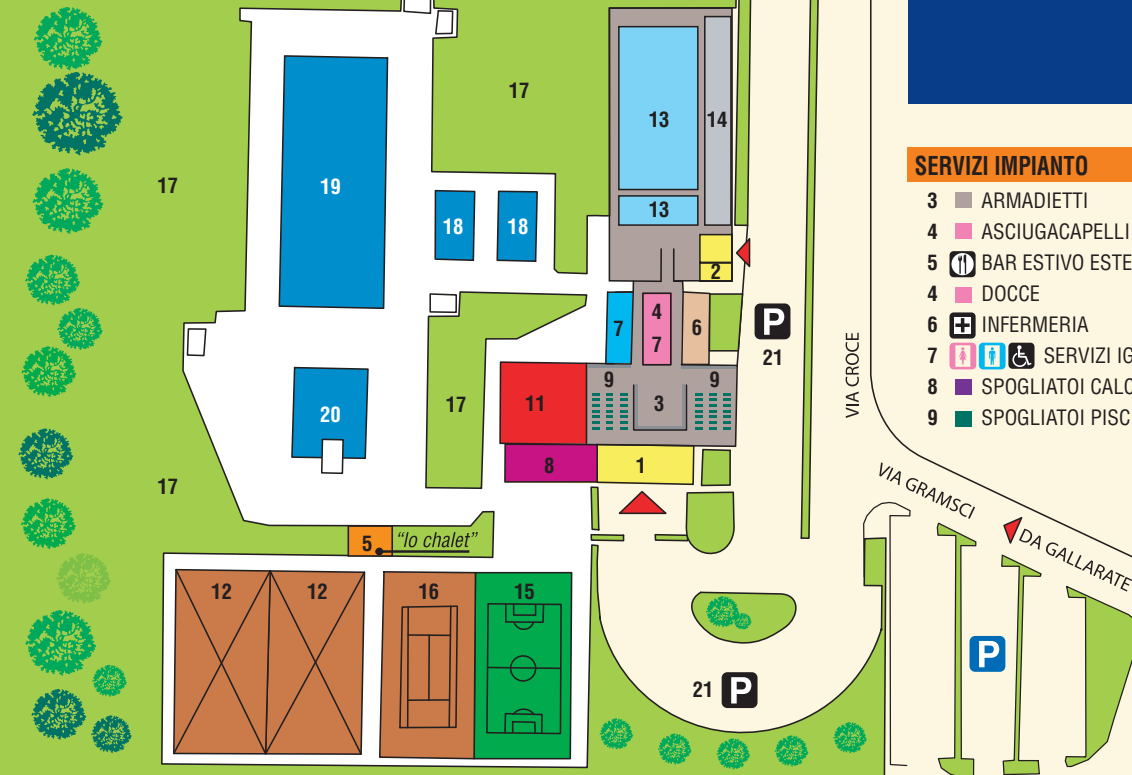 17
13
14
17
19
18
18
13
2
P
21
VIA CROCE
7
4
7
6
9
9
3
11
17
20
8
1
17
5 "lo chalet"
12
12
16
15
21 P
VIA GRAMSCI
DA GALLARATE
P
SERVIZI IMPIANTO
3 ARMADIETTI
4 ASCIUGACAPELLI
5 BAR ESTIVO ESTE
4 DOCCE
6 INFERMERIA
7 SERVIZI IG
8 SPOGLIATOI CALC
9 SPOGLIATOI PISC